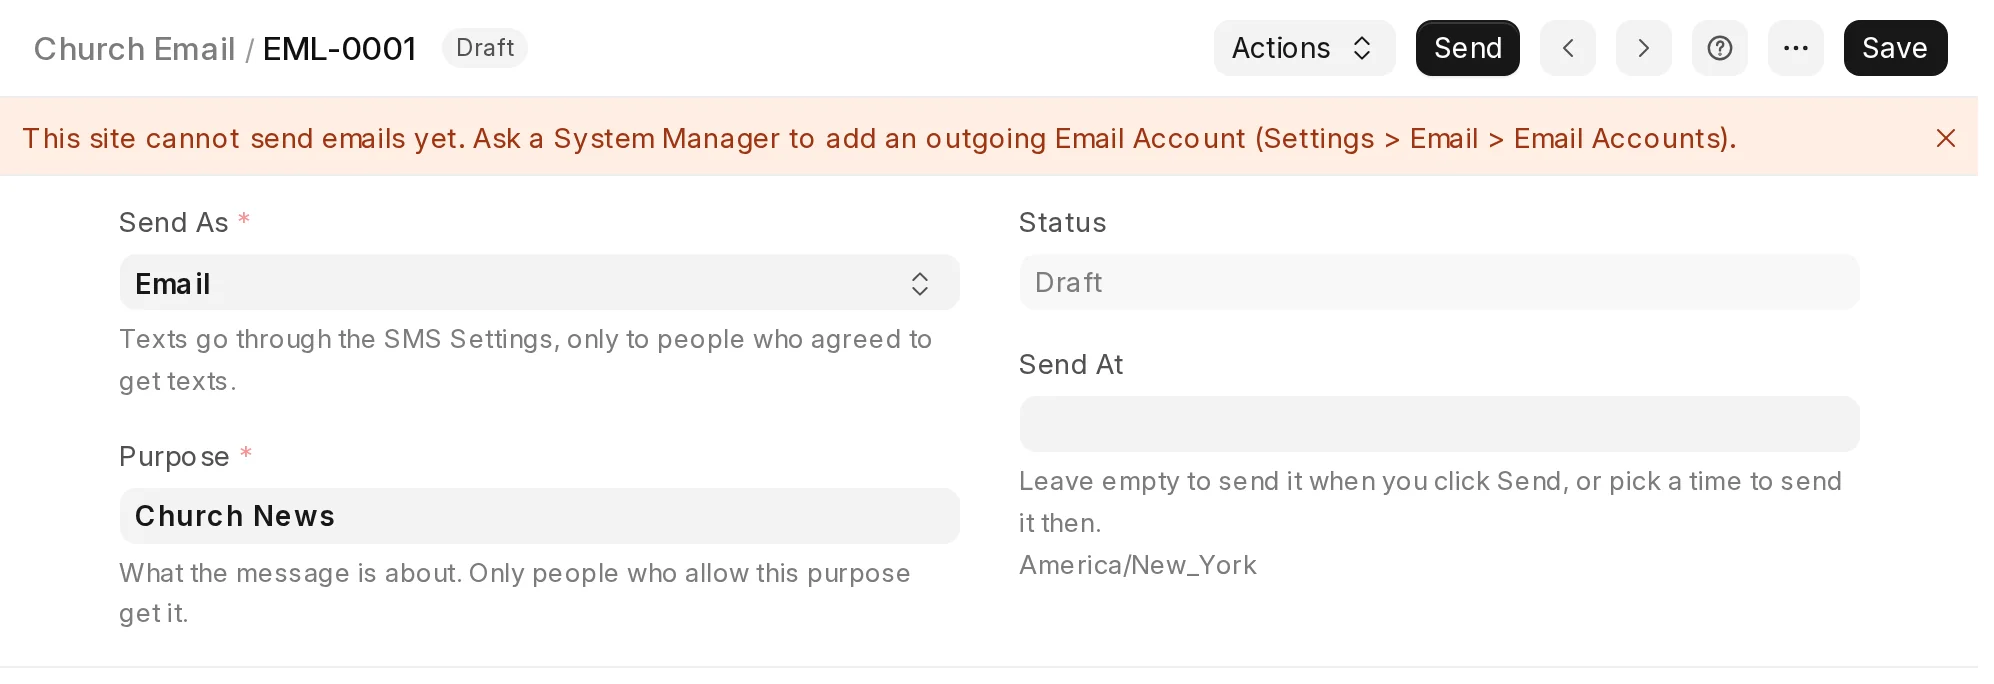 Church Email / EML-0001 Draft Actions Send Save
This site cannot send emails yet. Ask a System Manager to add an outgoing Email Account (Settings > Email > Email Accounts).
Send As *
Email
Texts go through the SMS Settings, only to people who agreed to
get texts.
Purpose *
Church News
What the message is about. Only people who allow this purpose
get it.
Status
Draft
Send At
Leave empty to send it when you click Send, or pick a time to send
it then.
America/New_York